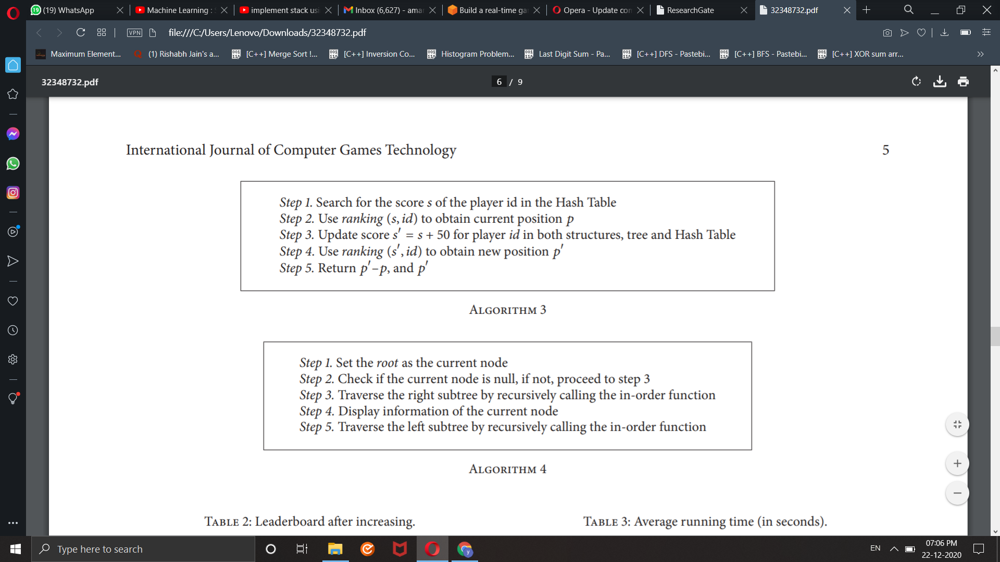 (19) WhatsApp
Machine Learning :
implement stack usi
Inbox (6,627) - amar
Build a real-time ga
Opera - Update con
ResearchGate
32348732.pdf
VPN
file:///C:/Users/Lenovo/Downloads/32348732.pdf
Maximum Element...
(1) Rishabh Jain's a...
[C++] Merge Sort !...
[C++] Inversion Co...
Histogram Problem...
Last Digit Sum - Pa...
[C++] DFS - Pastebi...
[C++] BFS - Pastebi...
[C++] XOR sum arr...
32348732.pdf
6 / 9
International Journal of Computer Games Technology
5
Step 1. Search for the score s of the player id in the Hash Table
Step 2. Use ranking (s, id) to obtain current position p
Step 3. Update score s′ = s + 50 for player id in both structures, tree and Hash Table
Step 4. Use ranking (s′, id) to obtain new position p′
Step 5. Return p′–p, and p′
ALGORITHM 3
Step 1. Set the root as the current node
Step 2. Check if the current node is null, if not, proceed to step 3
Step 3. Traverse the right subtree by recursively calling the in-order function
Step 4. Display information of the current node
Step 5. Traverse the left subtree by recursively calling the in-order function
ALGORITHM 4
TABLE 2: Leaderboard after increasing.
TABLE 3: Average running time (in seconds).
Type here to search
EN
07:06 PM
22-12-2020